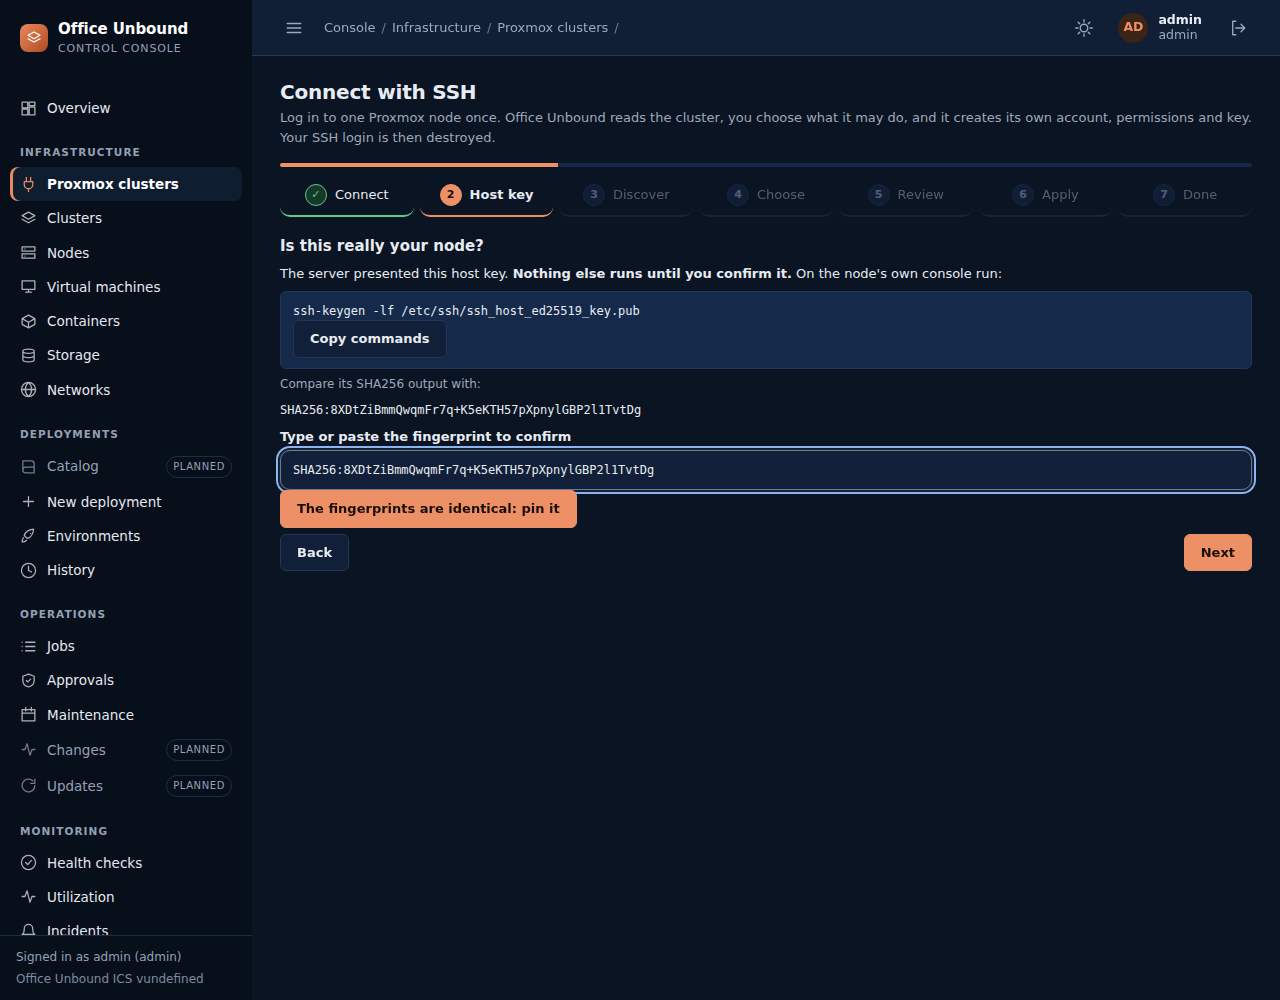 Office Unbound
CONTROL CONSOLE
Overview
INFRASTRUCTURE
Proxmox clusters
Clusters
Nodes
Virtual machines
Containers
Storage
Networks
DEPLOYMENTS
Catalog PLANNED
New deployment
Environments
History
OPERATIONS
Jobs
Approvals
Maintenance
Changes PLANNED
Updates PLANNED
MONITORING
Health checks
Utilization
Incidents
Signed in as admin (admin)
Office Unbound ICS vundefined
Console / Infrastructure / Proxmox clusters /
AD
admin
admin
Connect with SSH
Log in to one Proxmox node once. Office Unbound reads the cluster, you choose what it may do, and it creates its own account, permissions and key.
Your SSH login is then destroyed.
✓ Connect
2 Host key
3 Discover
4 Choose
5 Review
6 Apply
7 Done
Is this really your node?
The server presented this host key. Nothing else runs until you confirm it. On the node's own console run:
ssh-keygen -lf /etc/ssh/ssh_host_ed25519_key.pub
Copy commands
Compare its SHA256 output with:
SHA256:8XDtZiBmmQwqmFr7q+K5eKTH57pXpnylGBP2l1TvtDg
Type or paste the fingerprint to confirm
SHA256:8XDtZiBmmQwqmFr7q+K5eKTH57pXpnylGBP2l1TvtDg
The fingerprints are identical: pin it
Back
Next